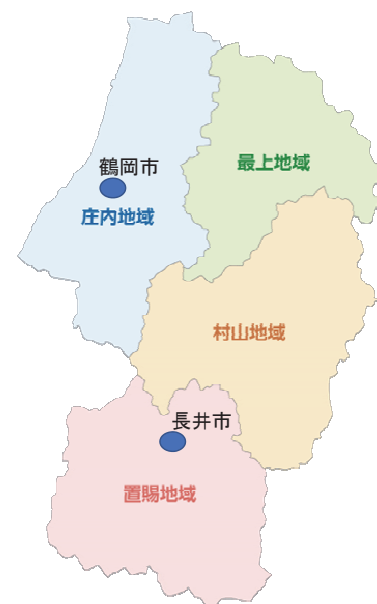 最上地域
鶴岡市
庄内地域
村山地域
長井市
置賜地域